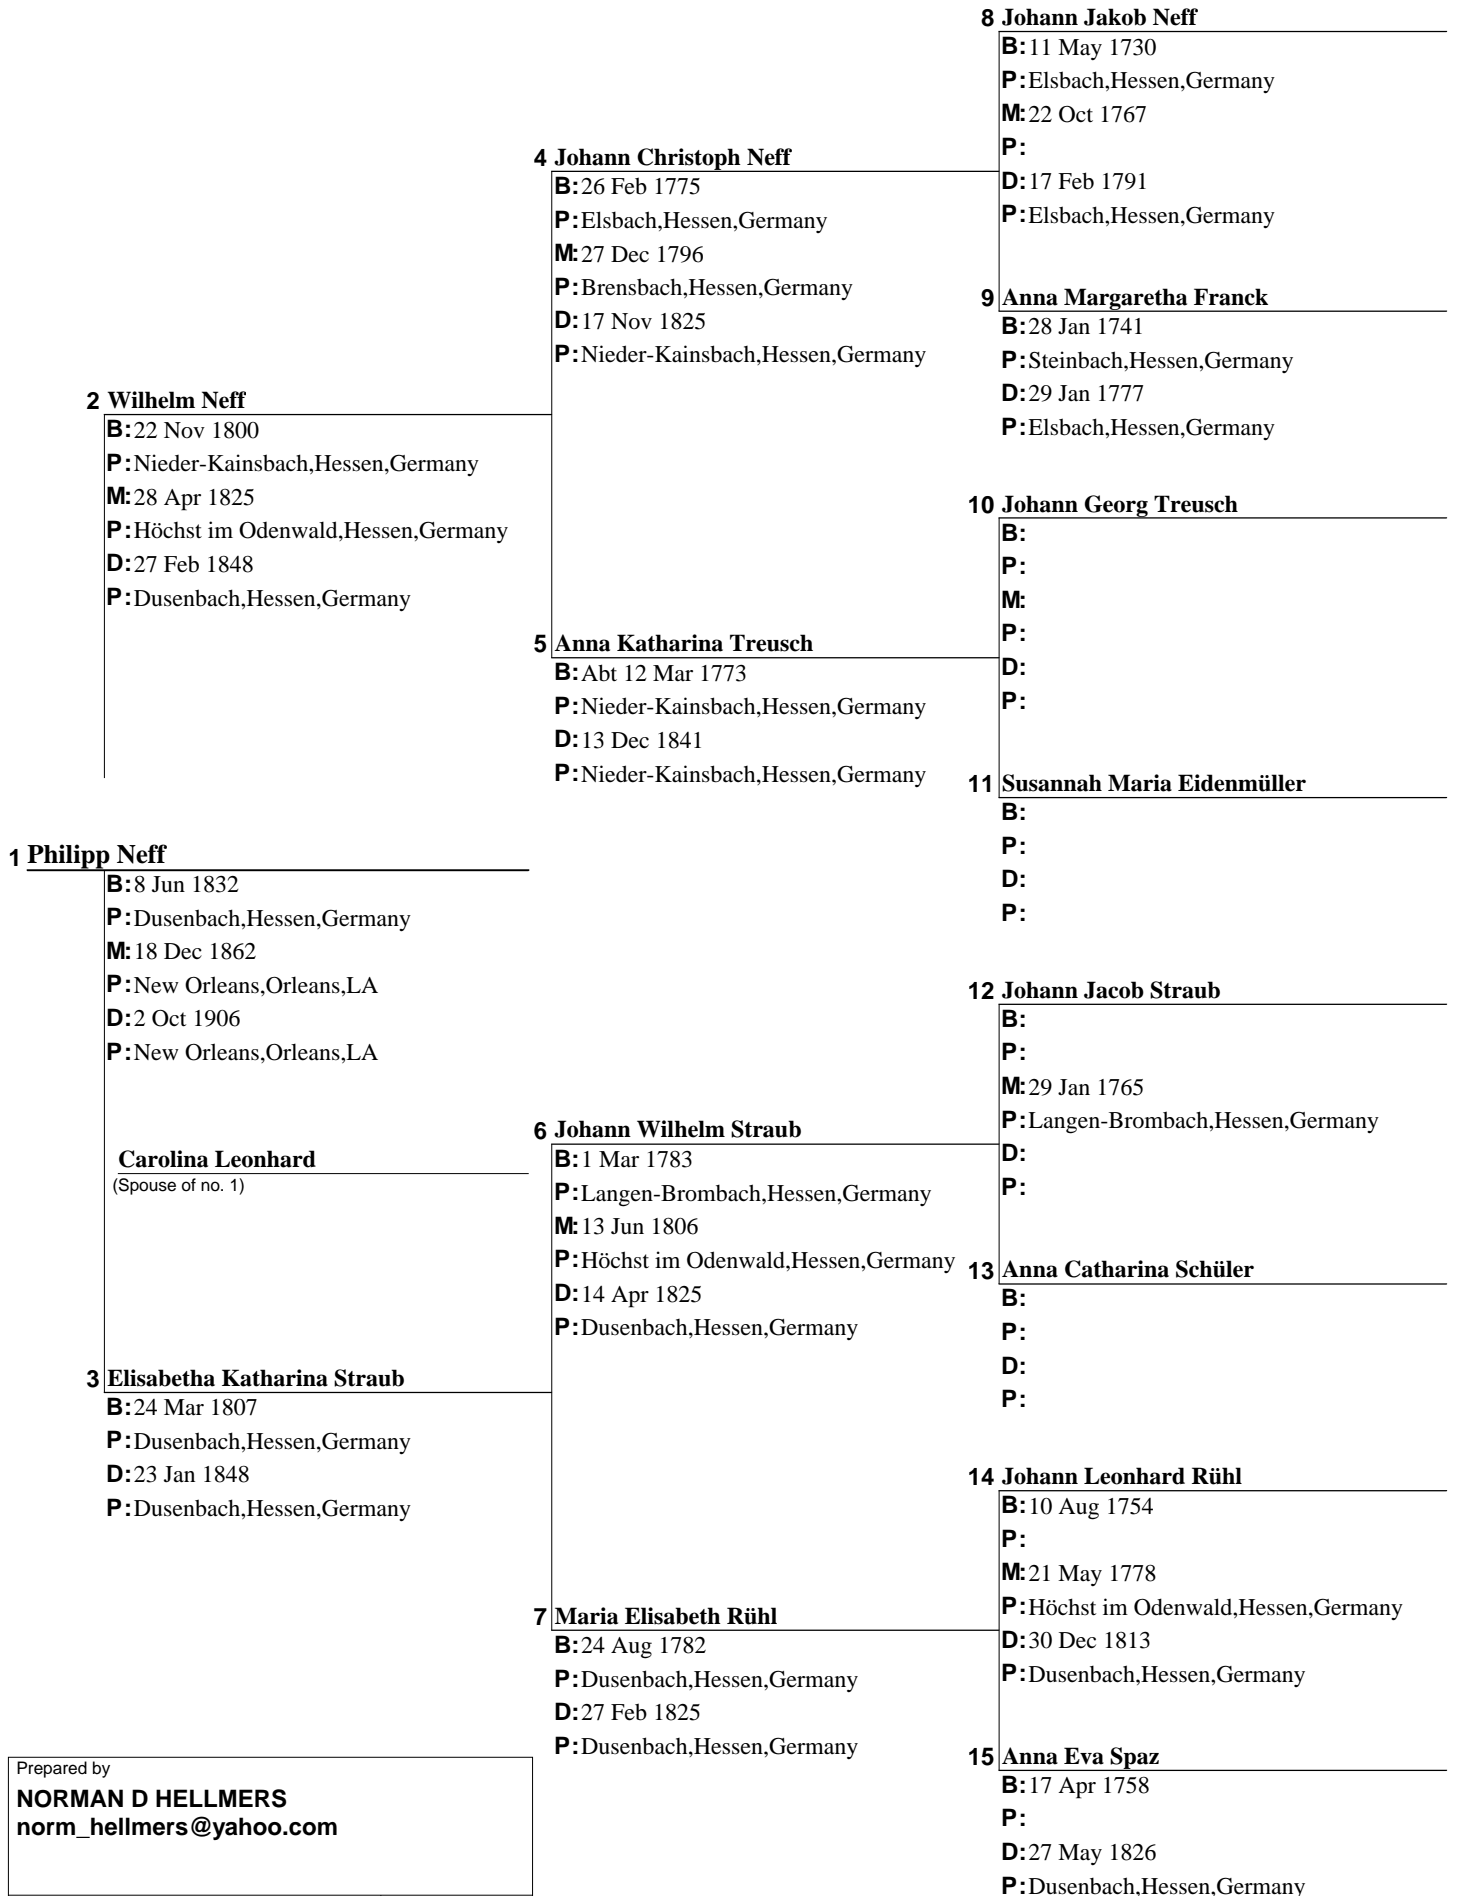 8 Johann Jakob Neff
B: 11 May 1730
P: Elsbach,Hessen,Germany
M: 22 Oct 1767
P:
D: 17 Feb 1791
P: Elsbach,Hessen,Germany
4 Johann Christoph Neff
B: 26 Feb 1775
P: Elsbach,Hessen,Germany
M: 27 Dec 1796
P: Brensbach,Hessen,Germany
D: 17 Nov 1825
P: Nieder-Kainsbach,Hessen,Germany
9 Anna Margaretha Franck
B: 28 Jan 1741
P: Steinbach,Hessen,Germany
D: 29 Jan 1777
P: Elsbach,Hessen,Germany
2 Wilhelm Neff
B: 22 Nov 1800
P: Nieder-Kainsbach,Hessen,Germany
M: 28 Apr 1825
P: Höchst im Odenwald,Hessen,Germany
D: 27 Feb 1848
P: Dusenbach,Hessen,Germany
10 Johann Georg Treusch
B:
P:
M:
P:
D:
P:
5 Anna Katharina Treusch
B: Abt 12 Mar 1773
P: Nieder-Kainsbach,Hessen,Germany
D: 13 Dec 1841
P: Nieder-Kainsbach,Hessen,Germany
11 Susannah Maria Eidenmüller
B:
P:
D:
P:
1 Philipp Neff
B: 8 Jun 1832
P: Dusenbach,Hessen,Germany
M: 18 Dec 1862
P: New Orleans,Orleans,LA
D: 2 Oct 1906
P: New Orleans,Orleans,LA
Carolina Leonhard
(Spouse of no. 1)
12 Johann Jacob Straub
B:
P:
M: 29 Jan 1765
P: Langen-Brombach,Hessen,Germany
D:
P:
6 Johann Wilhelm Straub
B: 1 Mar 1783
P: Langen-Brombach,Hessen,Germany
M: 13 Jun 1806
P: Höchst im Odenwald,Hessen,Germany
D: 14 Apr 1825
P: Dusenbach,Hessen,Germany
13 Anna Catharina Schüler
B:
P:
D:
P:
3 Elisabetha Katharina Straub
B: 24 Mar 1807
P: Dusenbach,Hessen,Germany
D: 23 Jan 1848
P: Dusenbach,Hessen,Germany
14 Johann Leonhard Rühl
B: 10 Aug 1754
P:
M: 21 May 1778
P: Höchst im Odenwald,Hessen,Germany
D: 30 Dec 1813
P: Dusenbach,Hessen,Germany
7 Maria Elisabeth Rühl
B: 24 Aug 1782
P: Dusenbach,Hessen,Germany
D: 27 Feb 1825
P: Dusenbach,Hessen,Germany
15 Anna Eva Spaz
B: 17 Apr 1758
P:
D: 27 May 1826
P: Dusenbach,Hessen,Germany
Prepared by
NORMAN D HELLMERS
norm_hellmers@yahoo.com